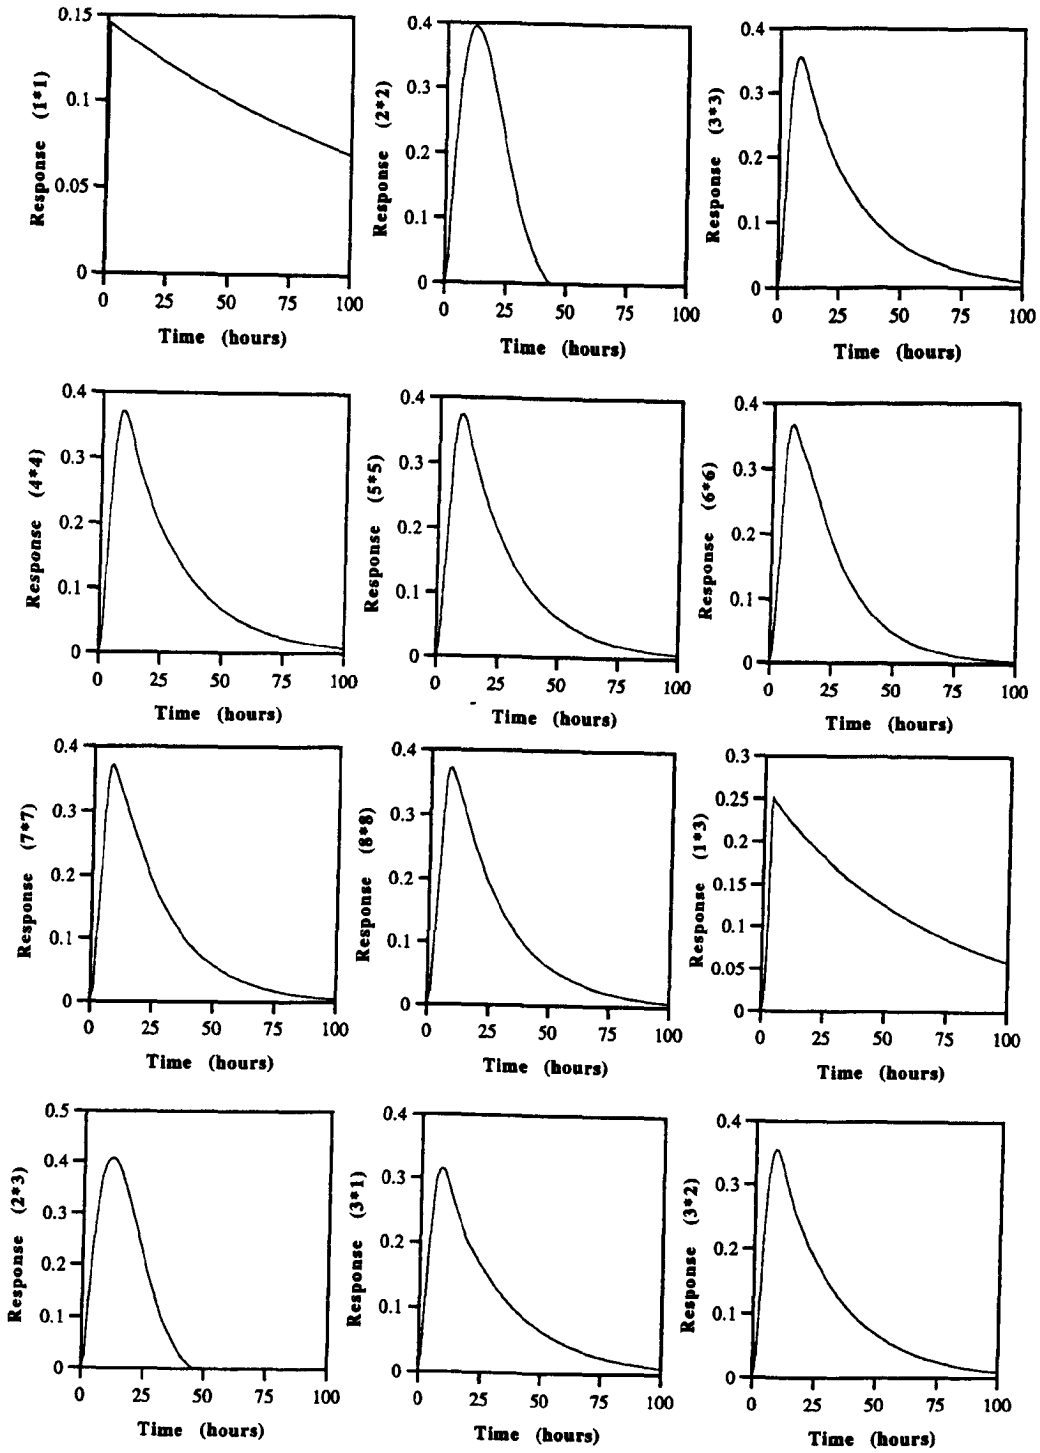 Response (1*1)
0.15
0.1
0.05
0
0 25 50 75 100
Time (hours)
Response (2*2)
0.4
0.3
0.2
0.1
0
0 25 50 75 100
Time (hours)
Response (3*3)
0.4
0.3
0.2
0.1
0
0 25 50 75 100
Time (hours)
Response (4*4)
0.4
0.3
0.2
0.1
0
0 25 50 75 100
Time (hours)
Response (5*5)
0.4
0.3
0.2
0.1
0
0 25 50 75 100
Time (hours)
Response (6*6)
0.4
0.3
0.2
0.1
0
0 25 50 75 100
Time (hours)
Response (7*7)
0.4
0.3
0.2
0.1
0
0 25 50 75 100
Time (hours)
Response (8*8)
0.4
0.3
0.2
0.1
0
0 25 50 75 100
Time (hours)
Response (1*3)
0.3
0.25
0.2
0.15
0.1
0.05
0
0 25 50 75 100
Time (hours)
Response (2*3)
0.5
0.4
0.3
0.2
0.1
0
0 25 50 75 100
Time (hours)
Response (3*1)
0.4
0.3
0.2
0.1
0
0 25 50 75 100
Time (hours)
Response (3*2)
0.4
0.3
0.2
0.1
0
0 25 50 75 100
Time (hours)